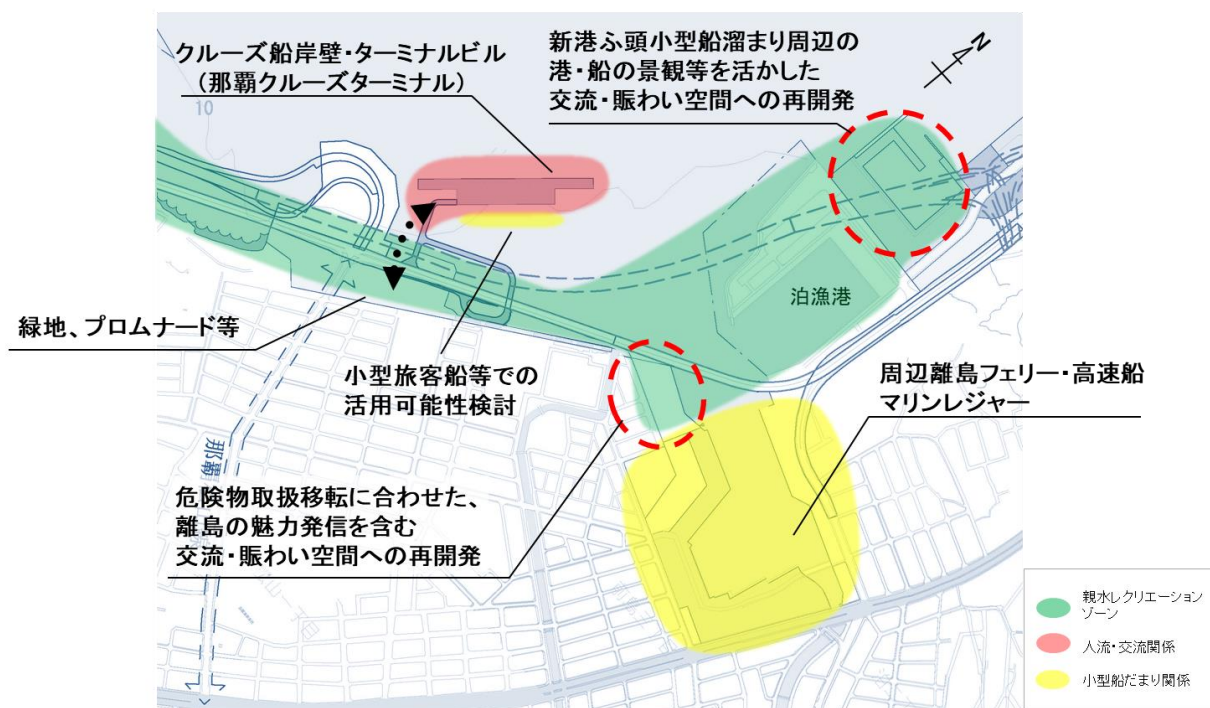 クルーズ船岸壁・ターミナルビル
（那覇クルーズターミナル）
新港ふ頭小型船溜まり周辺の
港・船の景観等を活かした
交流・賑わい空間への再開発
N
10
泊漁港
緑地、プロムナード等
小型旅客船等での
活用可能性検討
周辺離島フェリー・高速船
マリンレジャー
那覇
危険物取扱移転に合わせた、
離島の魅力発信を含む
交流・賑わい空間への再開発
親水レクリエーション
ゾーン
人流・交流関係
小型船だまり関係